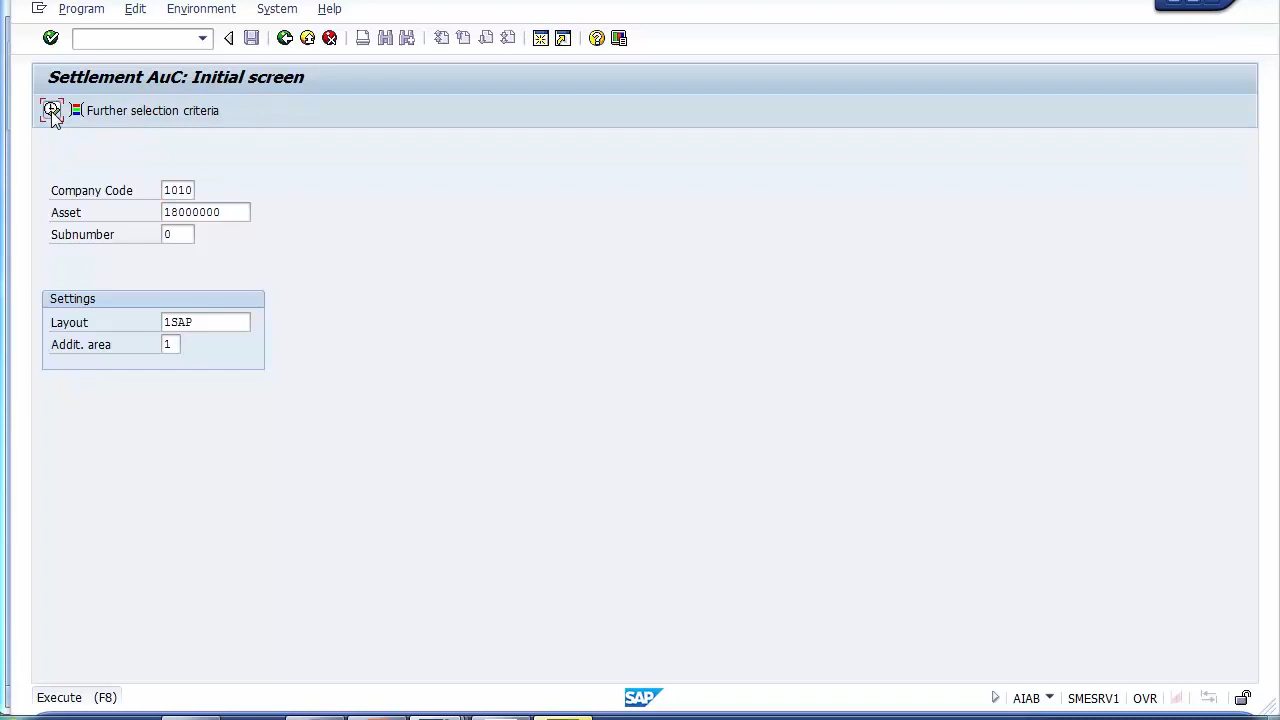 Program Edit Environment System Help
Settlement AuC: Initial screen
Further selection criteria
Company Code 1010
Asset 18000000
Subnumber 0
Settings
Layout 1SAP
Addit. area 1
Execute (F8) SAP AIAB SMESRV1 OVR